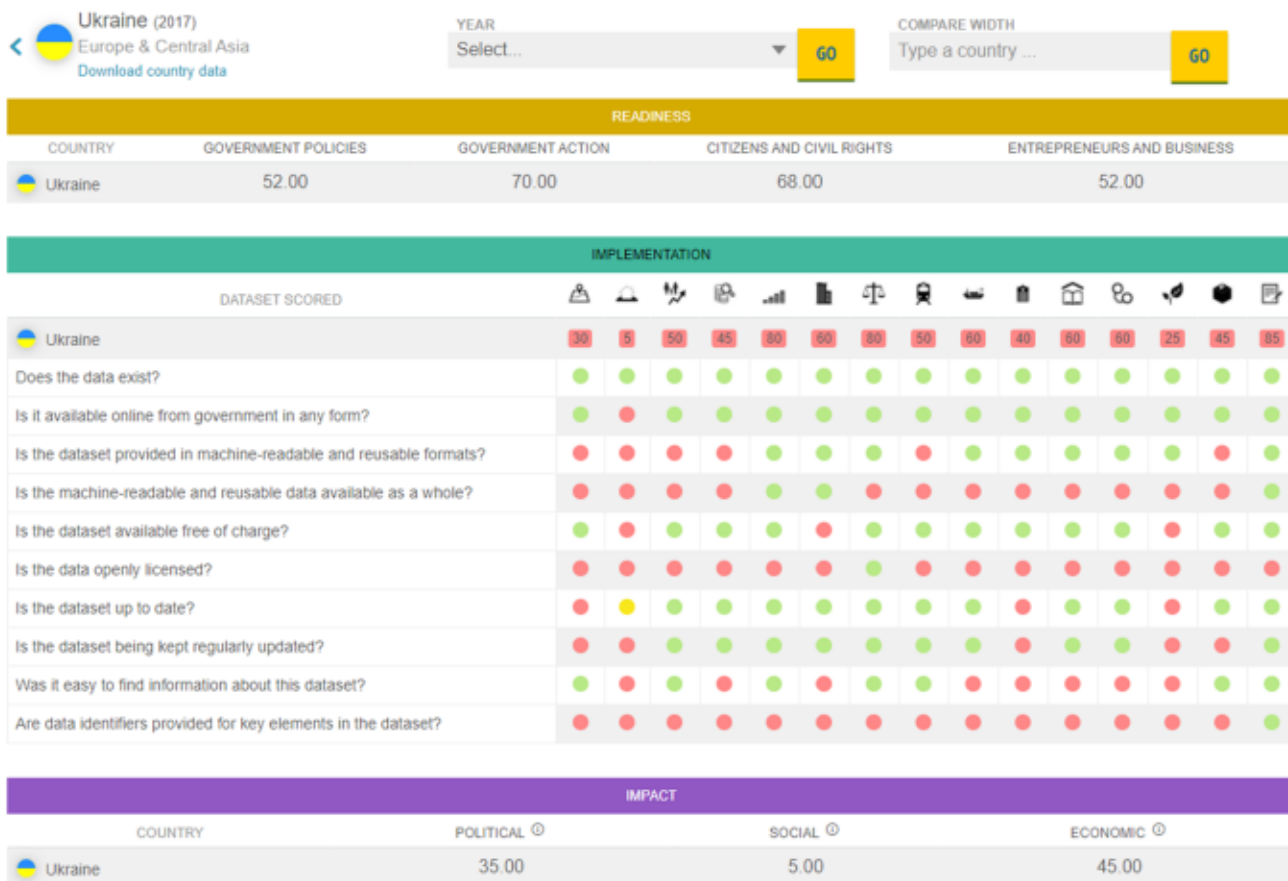 Ukraine (2017)
Europe & Central Asia
Download country data
YEAR
Select...
GO
COMPARE WIDTH
Type a country ...
GO
READINESS
COUNTRY GOVERNMENT POLICIES GOVERNMENT ACTION CITIZENS AND CIVIL RIGHTS ENTREPRENEURS AND BUSINESS
Ukraine 52.00 70.00 68.00 52.00
IMPLEMENTATION
DATASET SCORED
Ukraine 30 5 50 45 80 60 80 50 60 40 60 60 25 45 85
Does the data exist?
Is it available online from government in any form?
Is the dataset provided in machine-readable and reusable formats?
Is the machine-readable and reusable data available as a whole?
Is the dataset available free of charge?
Is the data openly licensed?
Is the dataset up to date?
Is the dataset being kept regularly updated?
Was it easy to find information about this dataset?
Are data identifiers provided for key elements in the dataset?
IMPACT
COUNTRY POLITICAL SOCIAL ECONOMIC
Ukraine 35.00 5.00 45.00